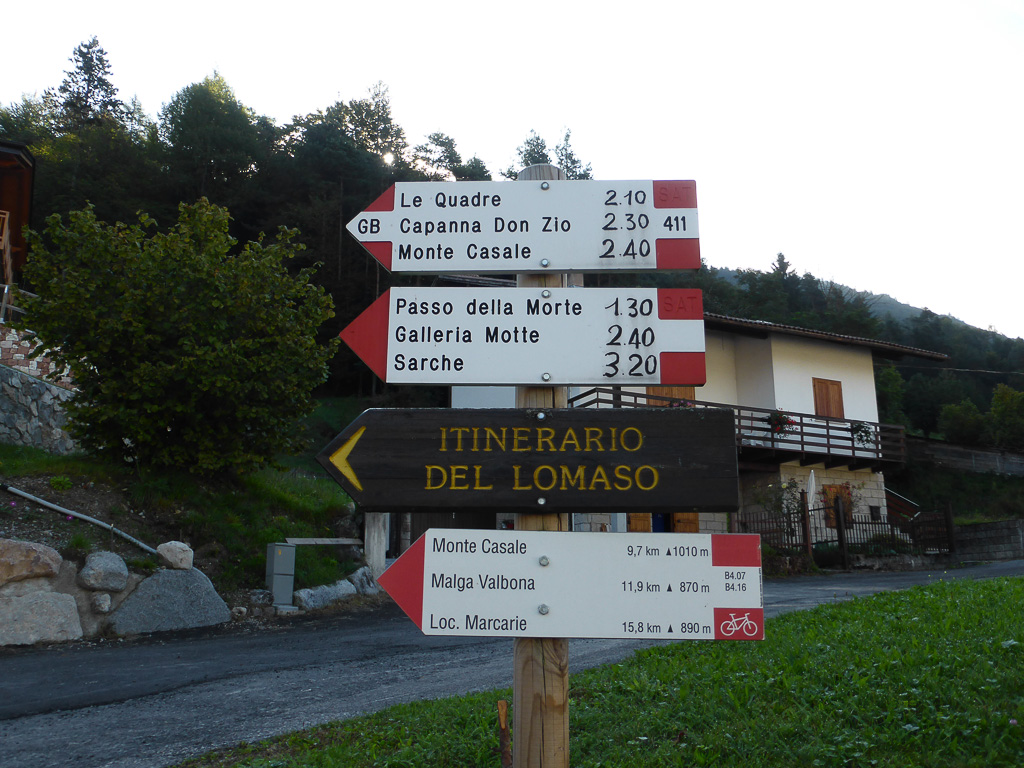 Le Quadre 2.10 SAT
GB Capanna Don Zio 2.30 411
Monte Casale 2.40
Passo della Morte 1.30 SAT
Galleria Motte 2.40
Sarche 3.20
ITINERARIO
DEL LOMASO
Monte Casale 9,7 km ▲1010 m
Malga Valbona 11,9 km ▲ 870 m B4.07
B4.16
Loc. Marcarie 15,8 km ▲ 890 m